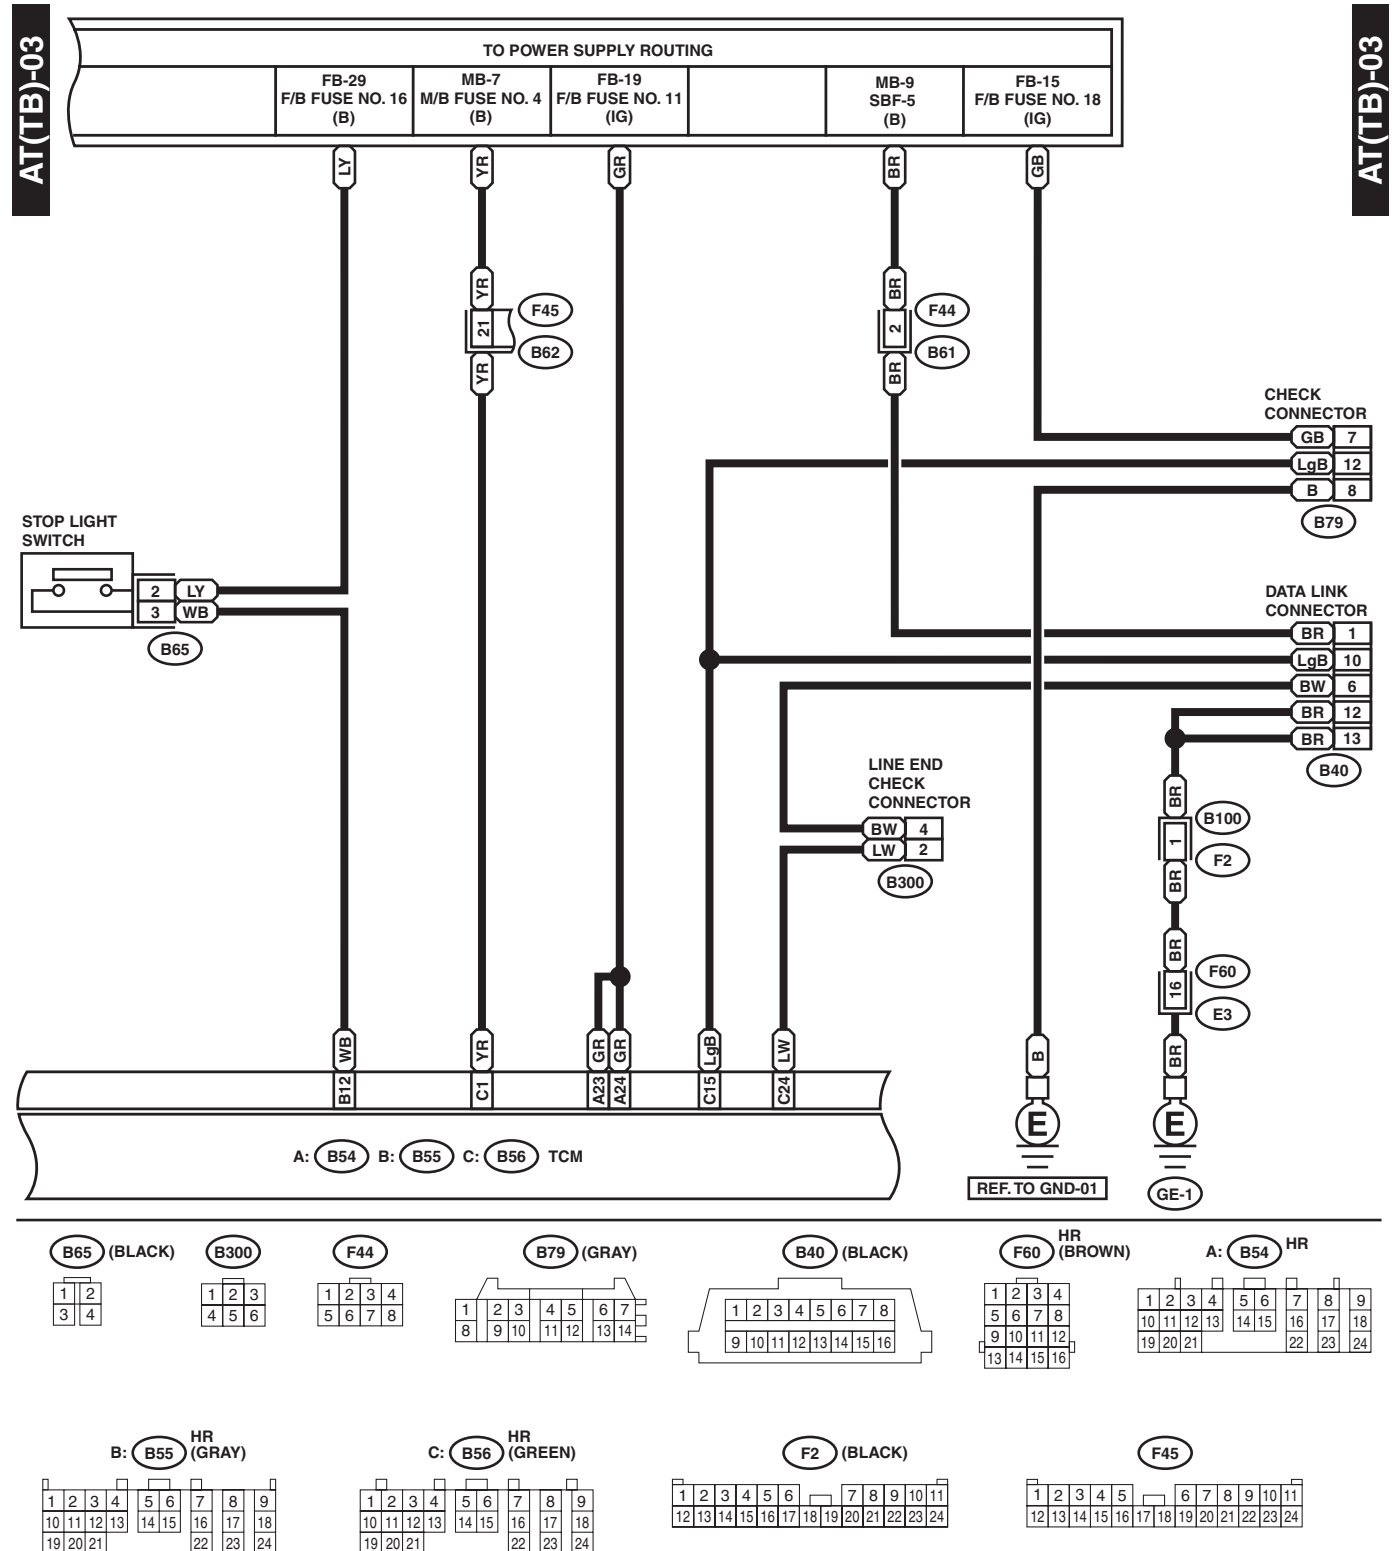 AT(TB)-03
AT(TB)-03
TO POWER SUPPLY ROUTING
FB-29
F/B FUSE NO. 16
(B)
MB-7
M/B FUSE NO. 4
(B)
FB-19
F/B FUSE NO. 11
(IG)
MB-9
SBF-5
(B)
FB-15
F/B FUSE NO. 18
(IG)
LY
YR
GR
BR
GB
YR
21
YR
F45
B62
BR
2
BR
F44
B61
CHECK
CONNECTOR
GB 7
LgB 12
B 8
B79
STOP LIGHT
SWITCH
2 LY
3 WB
B65
DATA LINK
CONNECTOR
BR 1
LgB 10
BW 6
BR 12
BR 13
B40
LINE END
CHECK
CONNECTOR
BW 4
LW 2
B300
BR
1
BR
B100
F2
BR
16
BR
F60
E3
WB
YR
GR
GR
LgB
LW
B
B12
C1
A23
A24
C15
C24
E
E
A: B54 B: B55 C: B56 TCM
REF. TO GND-01
GE-1
B65 (BLACK)
1 2
3 4
B300
1 2 3
4 5 6
F44
1 2 3 4
5 6 7 8
B79 (GRAY)
1 2 3 4 5 6 7
8 9 10 11 12 13 14
B40 (BLACK)
1 2 3 4 5 6 7 8
9 10 11 12 13 14 15 16
F60 HR
(BROWN)
1 2 3 4
5 6 7 8
9 10 11 12
13 14 15 16
A: B54 HR
1 2 3 4 5 6 7 8 9
10 11 12 13 14 15 16 17 18
19 20 21 22 23 24
B: B55 HR
(GRAY)
1 2 3 4 5 6 7 8 9
10 11 12 13 14 15 16 17 18
19 20 21 22 23 24
C: B56 HR
(GREEN)
1 2 3 4 5 6 7 8 9
10 11 12 13 14 15 16 17 18
19 20 21 22 23 24
F2 (BLACK)
1 2 3 4 5 6 7 8 9 10 11
12 13 14 15 16 17 18 19 20 21 22 23 24
F45
1 2 3 4 5 6 7 8 9 10 11
12 13 14 15 16 17 18 19 20 21 22 23 24